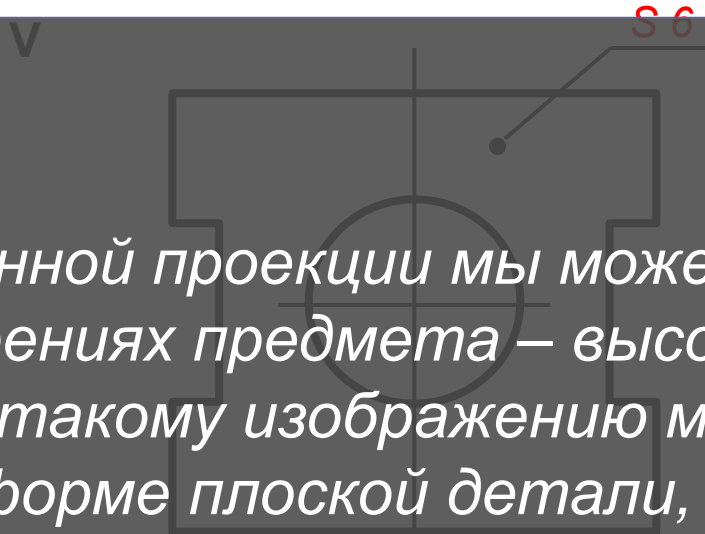 S 6
V
нной проекции мы може
ениях предмета – высо
такому изображению м
форме плоской детали,